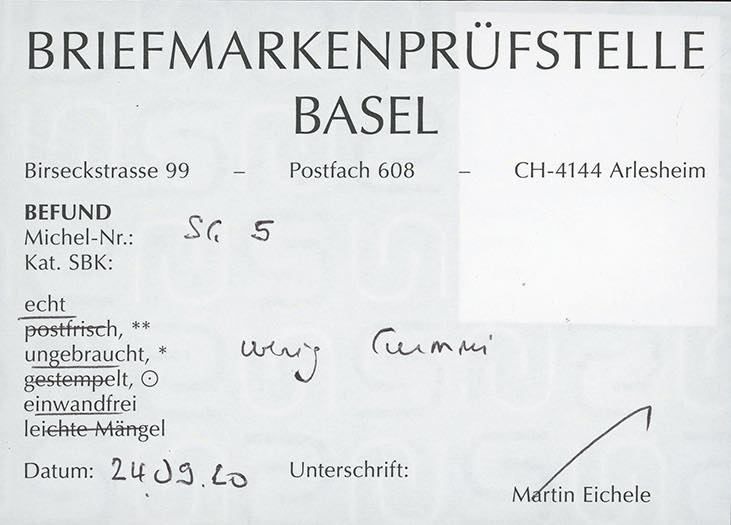 BRIEFMARKENPRÜFSTELLE
BASEL
Birseckstrasse 99 – Postfach 608 – CH-4144 Arlesheim
BEFUND
Michel-Nr.: SG 5
Kat. SBK:
echt
postfrisch, **
ungebraucht, * wenig Gummi
gestempelt, ⊙
einwandfrei
leichte Mängel
Datum: 24.09.20 Unterschrift:
Martin Eichele